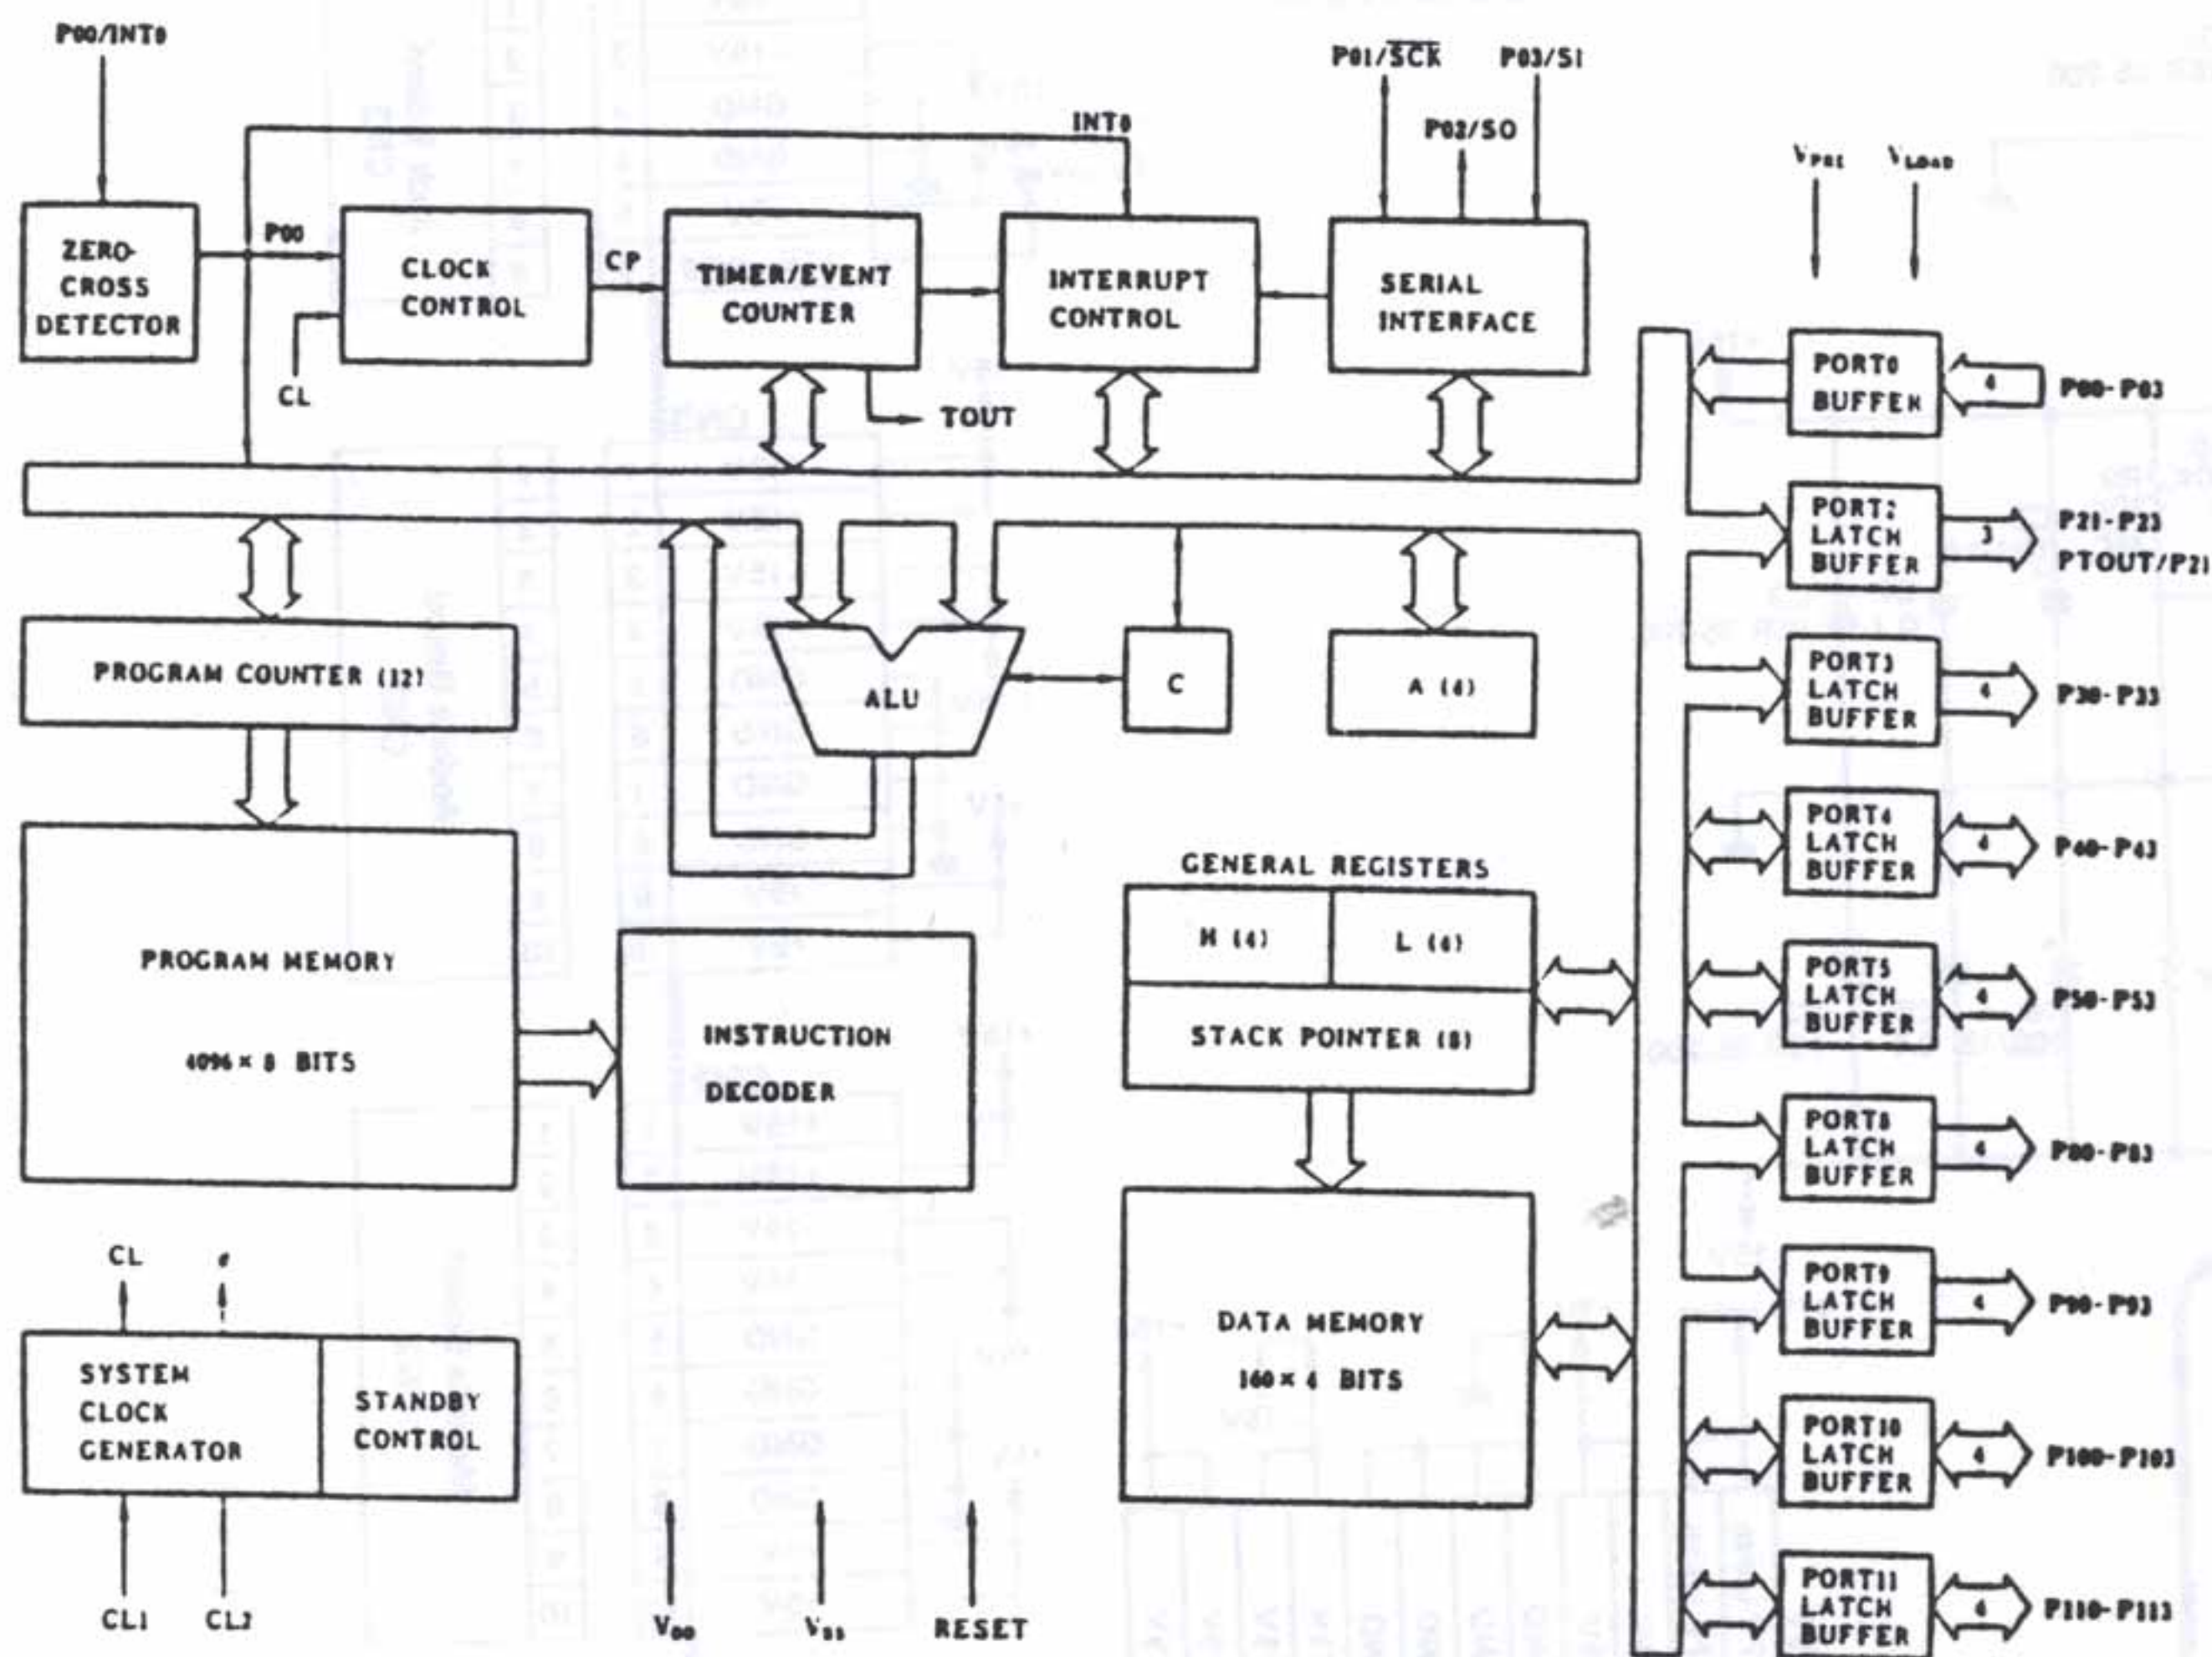 P00/INT0
P01/SCK
P03/SI
P02/SO
INT0
VPRE
VLOAD
ZERO-
CROSS
DETECTOR
P00
CL
CLOCK
CONTROL
CP
TIMER/EVENT
COUNTER
TOUT
INTERRUPT
CONTROL
SERIAL
INTERFACE
PORT0
BUFFER
4
P00-P03
PORT2
LATCH
BUFFER
3
P21-P23
PTOUT/P21
PROGRAM COUNTER (12)
ALU
C
A (4)
PORT3
LATCH
BUFFER
4
P30-P33
PORT4
LATCH
BUFFER
4
P40-P43
GENERAL REGISTERS
H (4)
L (4)
STACK POINTER (8)
PORT5
LATCH
BUFFER
4
P50-P53
PROGRAM MEMORY
4096 × 8 BITS
INSTRUCTION
DECODER
PORT8
LATCH
BUFFER
4
P80-P83
CL
SYSTEM
CLOCK
GENERATOR
STANDBY
CONTROL
DATA MEMORY
160 × 4 BITS
PORT9
LATCH
BUFFER
4
P90-P93
PORT10
LATCH
BUFFER
4
P100-P103
CL1
CL2
VDD
VSS
RESET
PORT11
LATCH
BUFFER
4
P110-P113